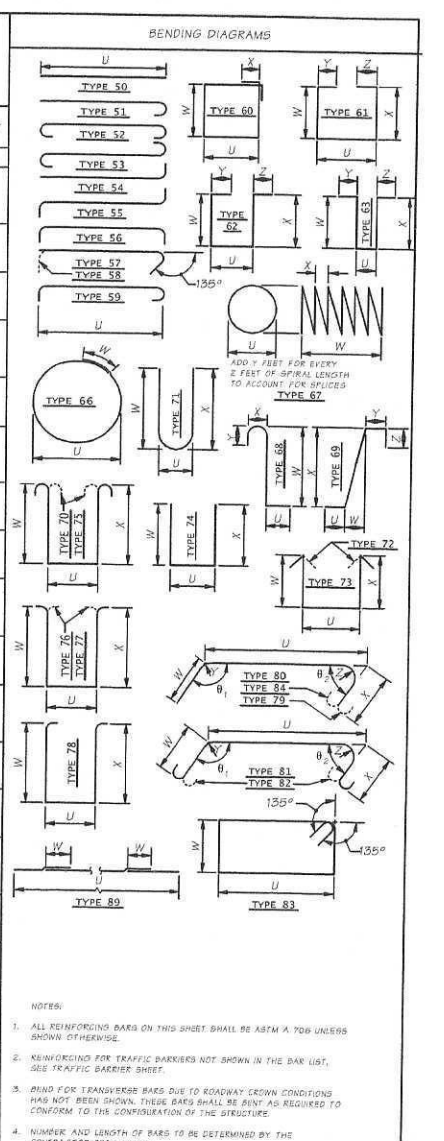 BENDING DIAGRAMS
U
X
Y
Z
TYPE 50
TYPE 51
TYPE 52
TYPE 53
TYPE 54
TYPE 55
TYPE 56
TYPE 57
TYPE 58
TYPE 59
135°
U
W
TYPE 60
U
W
TYPE 61
X
U
Y
Z
W
TYPE 62
X
U
Y
Z
W
TYPE 63
X
U
X
U
W
ADD Y FEET FOR EVERY
Z FEET OF SPIRAL LENGTH
TO ACCOUNT FOR SPLICES
TYPE 67
W
TYPE 66
U
W
TYPE 71
X
U
X
Y
TYPE 68
W
U
X
TYPE 69
Y
Z
U
W
W
TYPE 70
TYPE 75
X
U
W
TYPE 74
X
U
TYPE 72
W
TYPE 73
X
U
W
TYPE 76
TYPE 77
X
U
U
W
Y
θ1
TYPE 80
TYPE 84
TYPE 79
θ2
Z
X
W
TYPE 78
X
U
U
W
Y
θ1
TYPE 81
TYPE 82
θ2
Z
X
135°
135°
W
U
TYPE 83
W
W
U
TYPE 89
NOTES:
1. ALL REINFORCING BARS ON THIS SHEET SHALL BE ASTM A 706 UNLESS
SHOWN OTHERWISE.
2. REINFORCING FOR TRAFFIC BARRIERS NOT SHOWN IN THE BAR LIST,
SEE TRAFFIC BARRIER SHEET.
3. BEND FOR TRANSVERSE BARS DUE TO ROADWAY CROWN CONDITIONS
HAS NOT BEEN SHOWN. THESE BARS SHALL BE BENT AS REQUIRED TO
CONFORM TO THE CONFIGURATION OF THE STRUCTURE.
4. NUMBER AND LENGTH OF BARS TO BE DETERMINED BY THE